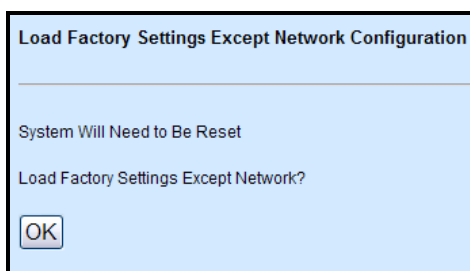 Load Factory Settings Except Network Configuration
System Will Need to Be Reset
Load Factory Settings Except Network?
OK